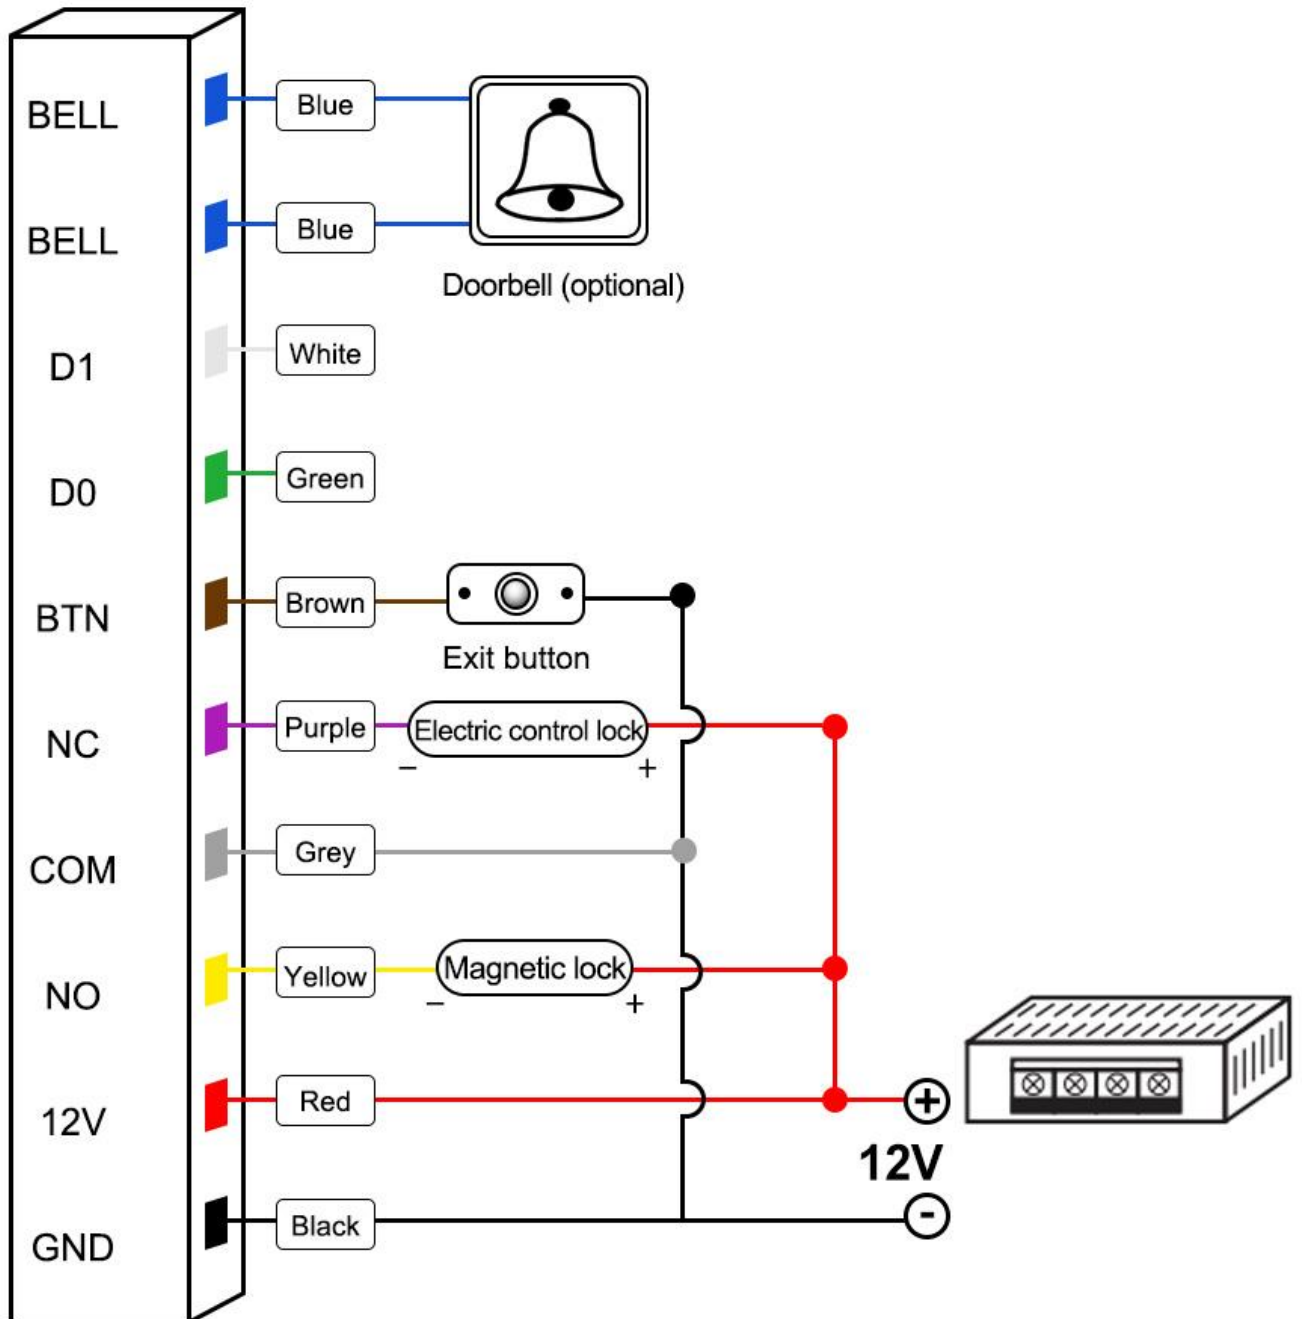 BELL
Blue
BELL
Blue
Doorbell (optional)
D1
White
D0
Green
BTN
Brown
Exit button
NC
Purple
Electric control lock
− +
COM
Grey
NO
Yellow
Magnetic lock
− +
12V
Red
+
12V
GND
Black
-